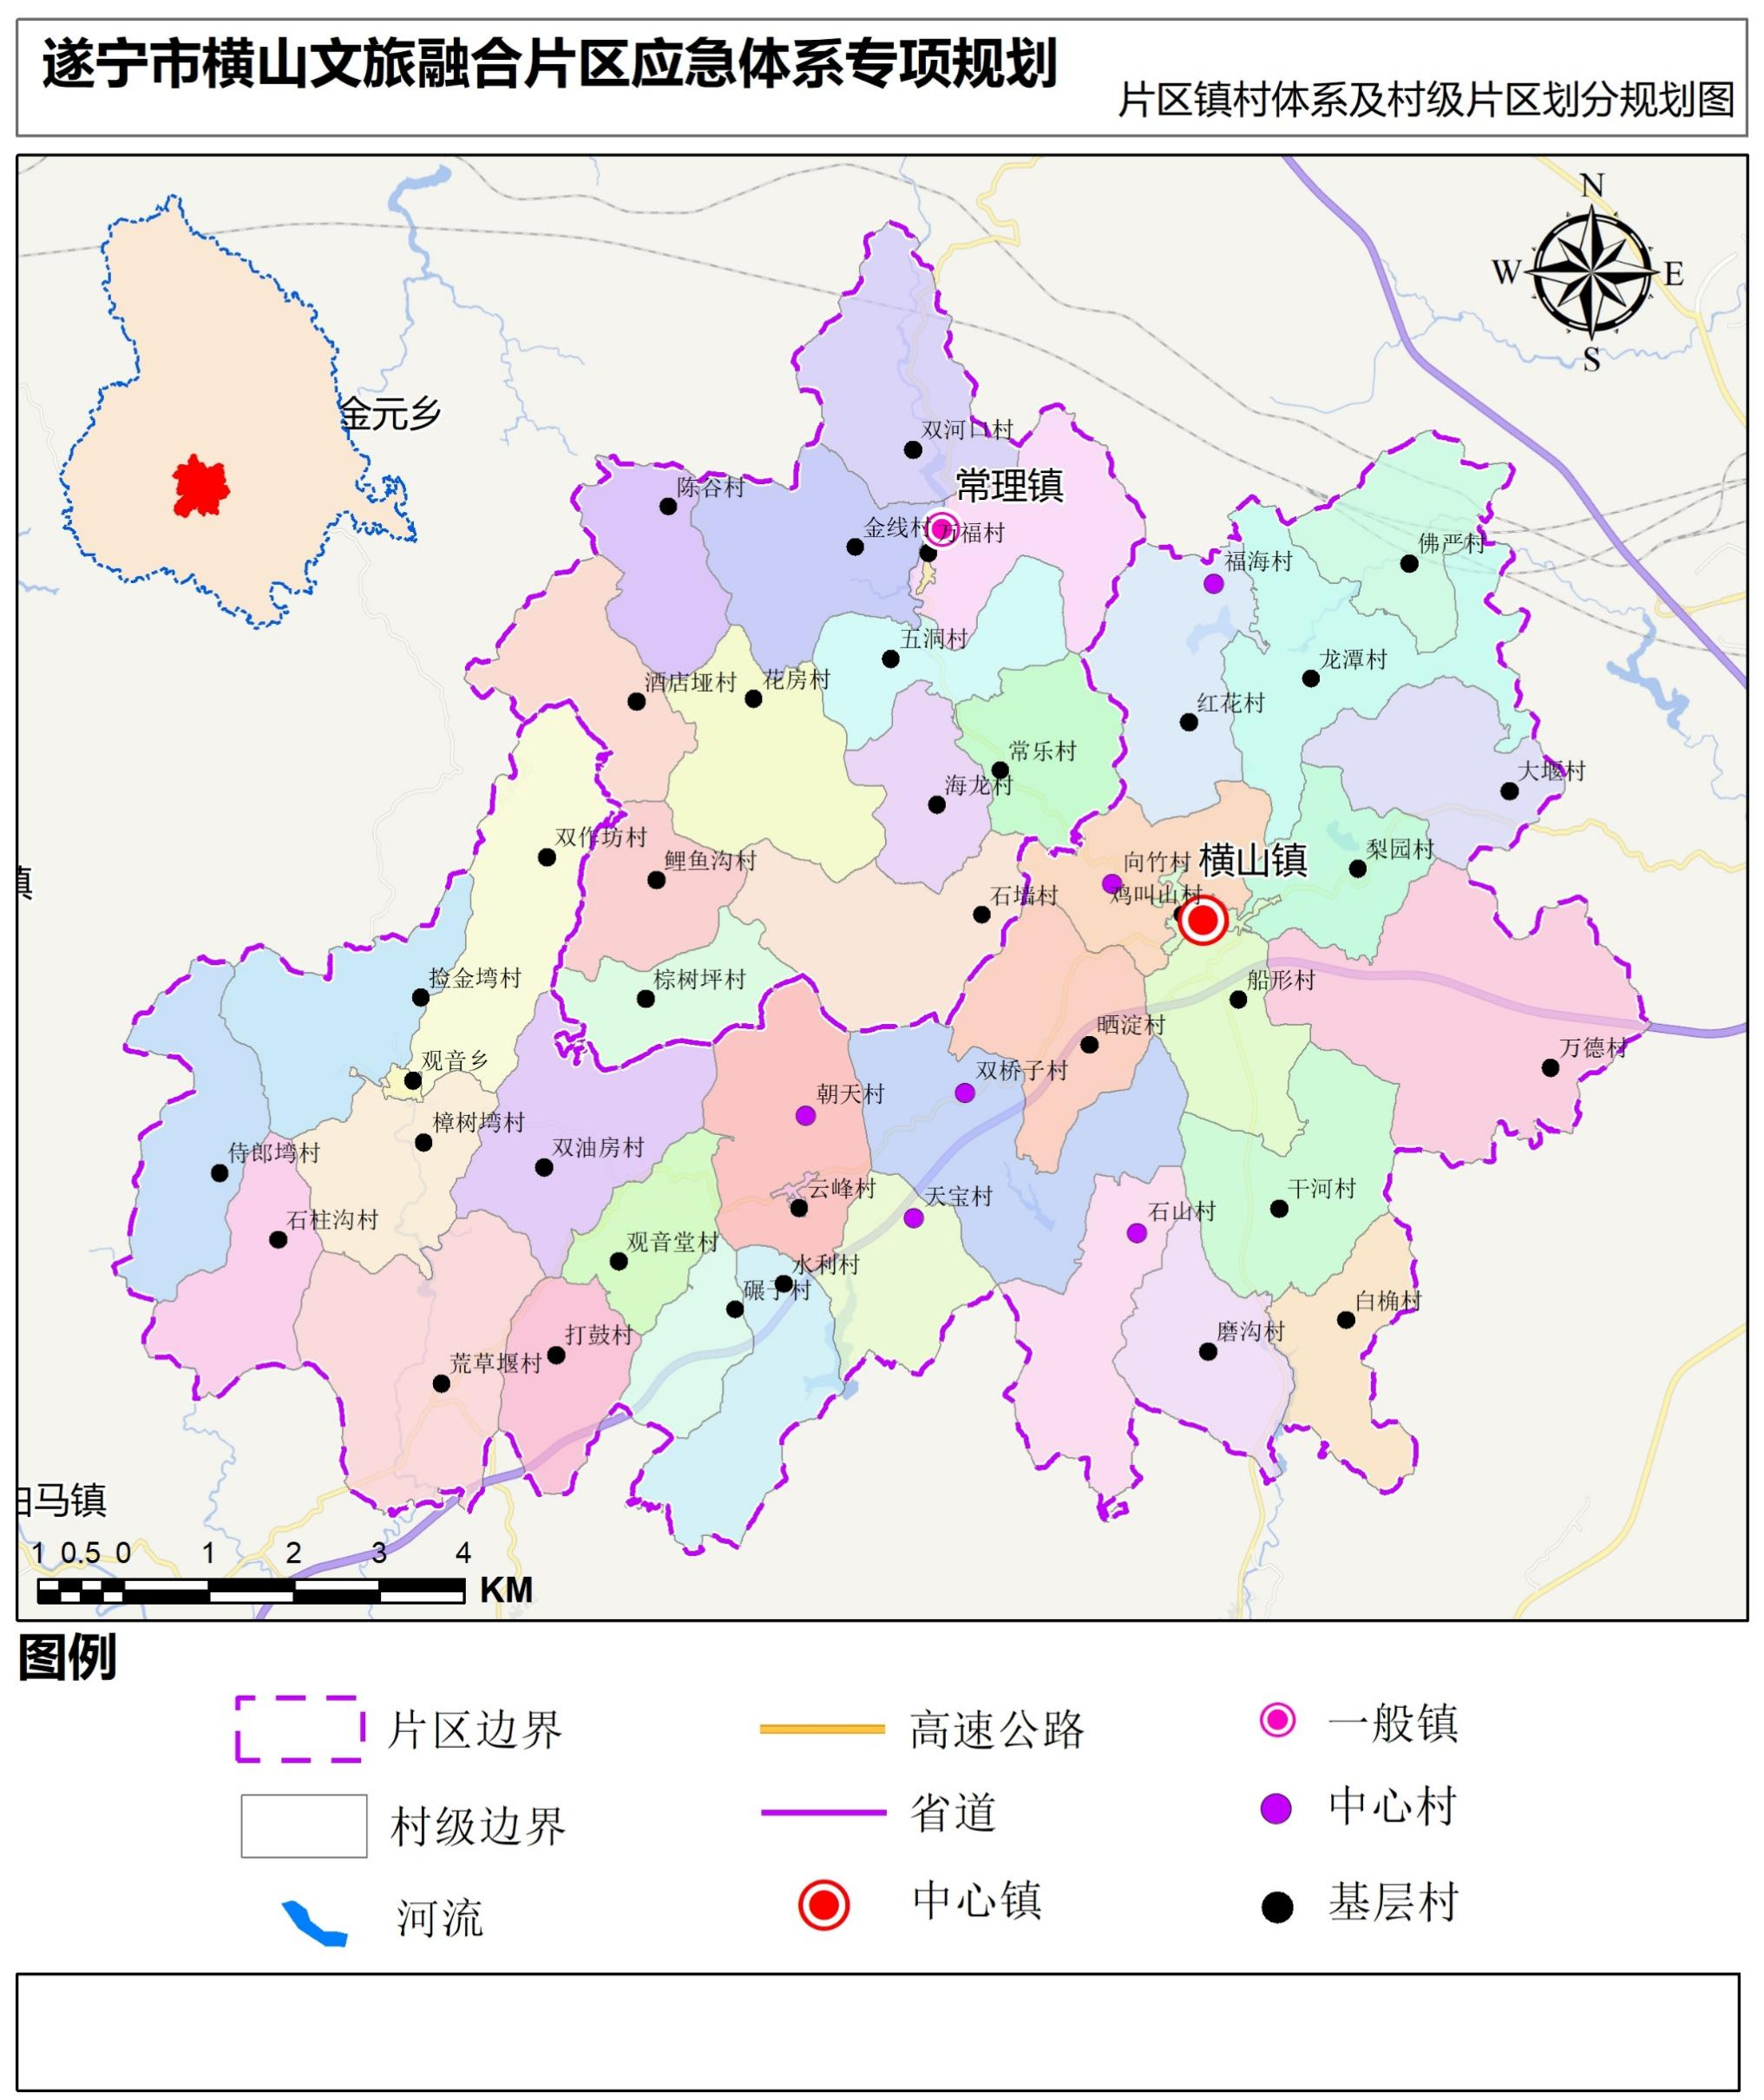 遂宁市横山文旅融合片区应急体系专项规划
片区镇村体系及村级片区划分规划图
N
W
E
S
金元乡
双河口村
常理镇
陈谷村
金线村
万福村
佛严村
福海村
五洞村
龙潭村
酒店垭村
花房村
红花村
常乐村
大堰村
海龙村
双作坊村
鲤鱼沟村
向竹村
横山镇
梨园村
镇
石墙村
鸡叫山村
捡金塆村
棕树坪村
船形村
晒淀村
万德村
观音乡
双桥子村
朝天村
樟树塆村
双油房村
侍郎塆村
云峰村
天宝村
干河村
石柱沟村
石山村
观音堂村
水利村
碾子村
白桷村
打鼓村
磨沟村
荒草堰村
白马镇
1 0.5 0 1 2 3 4
KM
图例
片区边界
高速公路
一般镇
村级边界
省道
中心村
河流
中心镇
基层村